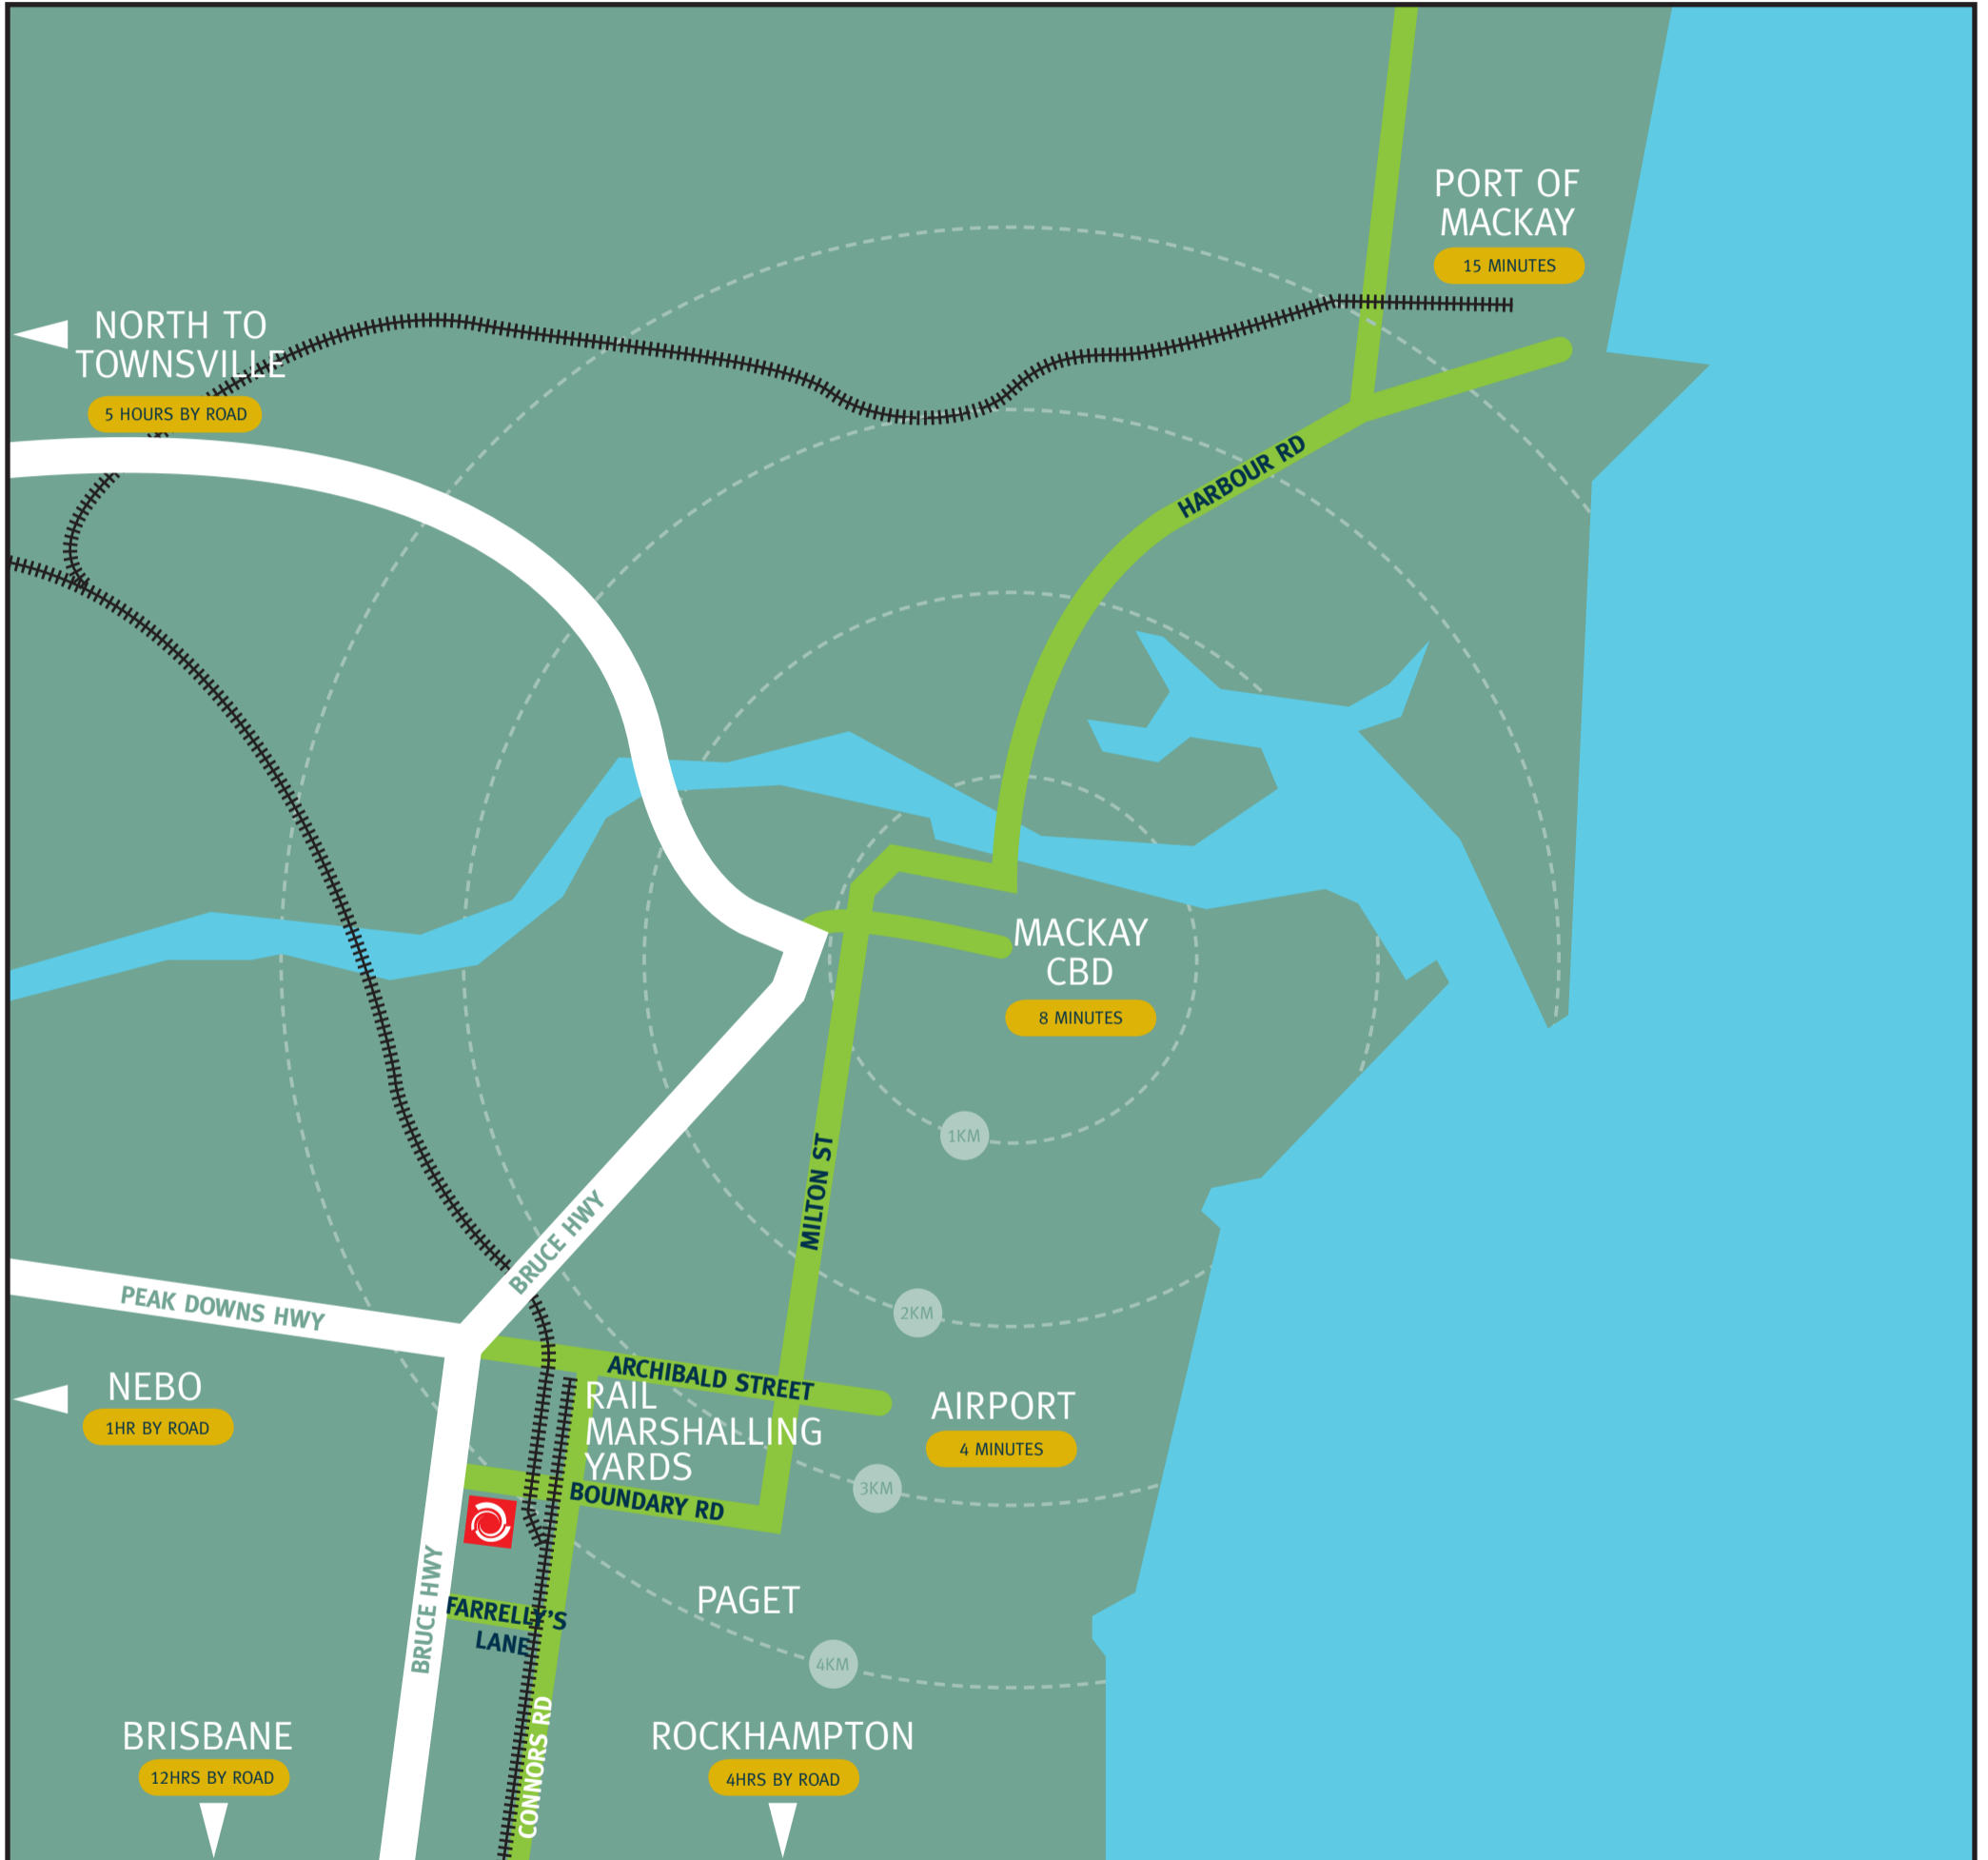 PORT OF
MACKAY
15 MINUTES
NORTH TO
TOWNSVILLE
5 HOURS BY ROAD
HARBOUR RD
MACKAY
CBD
8 MINUTES
1KM
MILTON ST
BRUCE HWY
2KM
PEAK DOWNS HWY
ARCHIBALD STREET
NEBO
1HR BY ROAD
RAIL
MARSHALLING
YARDS
AIRPORT
4 MINUTES
3KM
BOUNDARY RD
BRUCE HWY
FARRELLY'S
LANE
PAGET
4KM
CONNORS RD
BRISBANE
12HRS BY ROAD
ROCKHAMPTON
4HRS BY ROAD